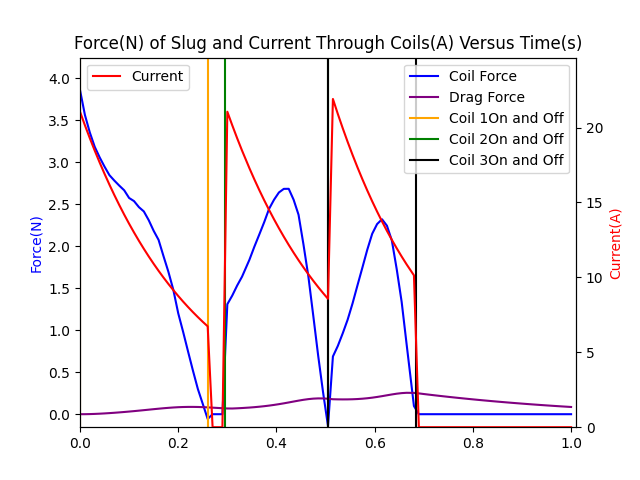 Force(N) of Slug and Current Through Coils(A) Versus Time(s)
Current
Coil Force
Drag Force
Coil 1On and Off
Coil 2On and Off
Coil 3On and Off
Force(N)
Current(A)
4.0
3.5
3.0
2.5
2.0
1.5
1.0
0.5
0.0
20
15
10
5
0
0.0 0.2 0.4 0.6 0.8 1.0